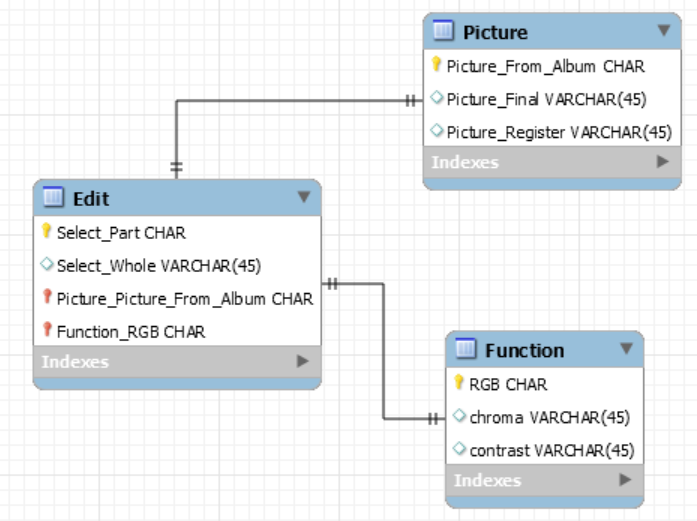 Picture
Picture_From_Album CHAR
Picture_Final VARCHAR(45)
Picture_Register VARCHAR(45)
Indexes
Edit
Select_Part CHAR
Select_Whole VARCHAR(45)
Picture_Picture_From_Album CHAR
Function_RGB CHAR
Indexes
Function
RGB CHAR
chroma VARCHAR(45)
contrast VARCHAR(45)
Indexes